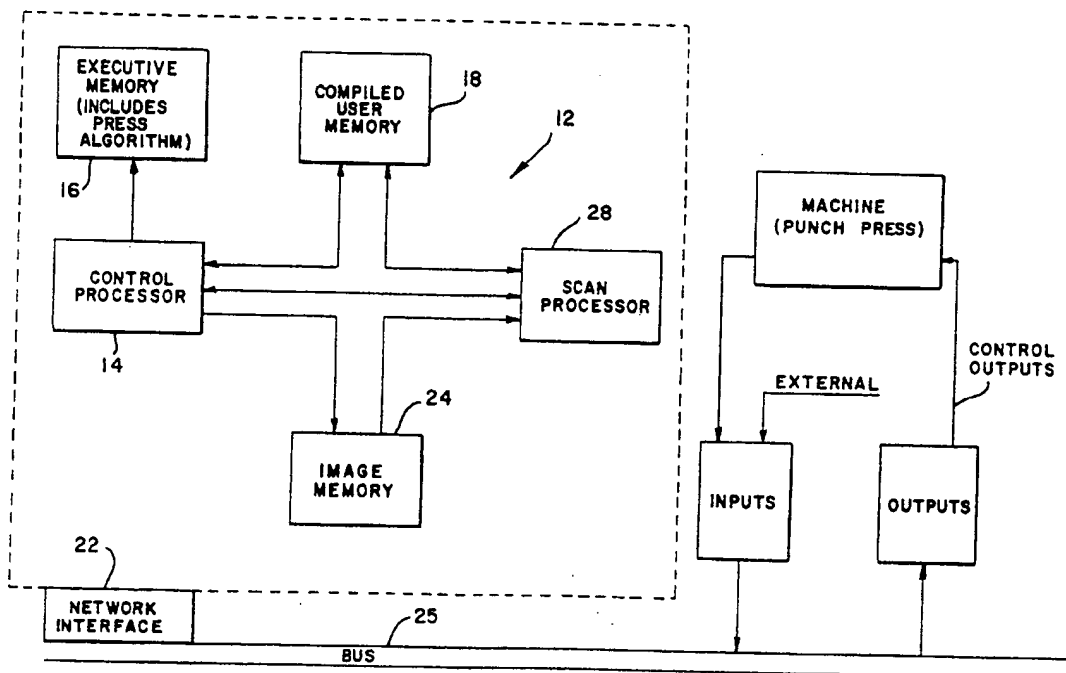 EXECUTIVE
MEMORY
(INCLUDES
PRESS
ALGORITHM)
16
COMPILED
USER
MEMORY
18
12
MACHINE
(PUNCH PRESS)
28
CONTROL
PROCESSOR
14
SCAN
PROCESSOR
CONTROL
OUTPUTS
EXTERNAL
24
IMAGE
MEMORY
INPUTS
OUTPUTS
22
NETWORK
INTERFACE
25
BUS